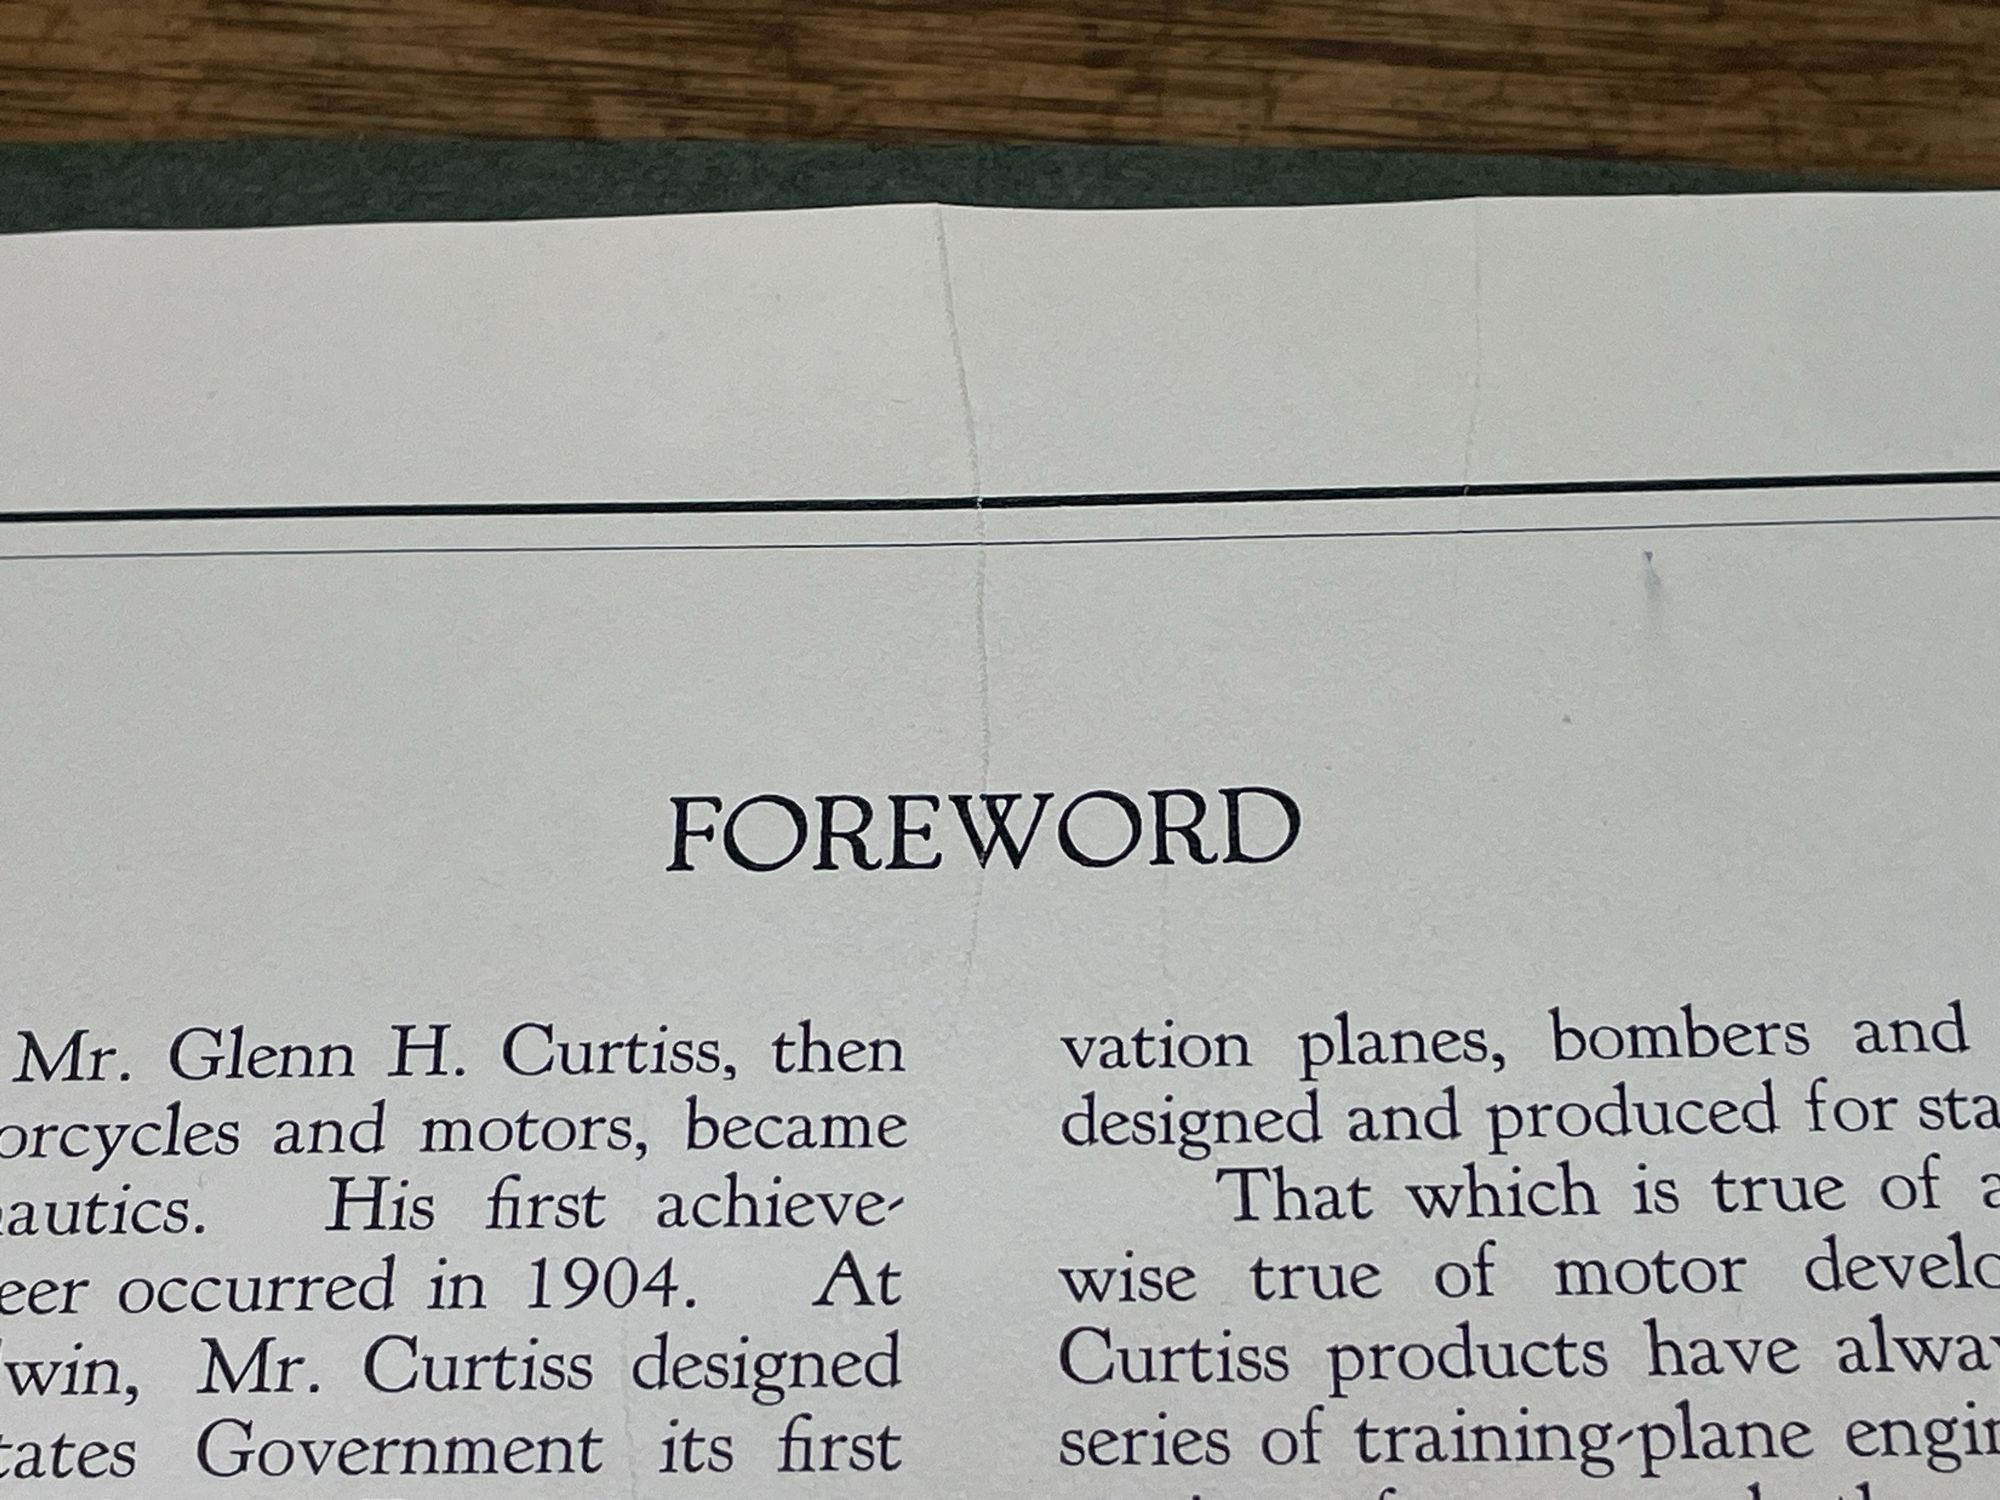 FOREWORD
Mr. Glenn H. Curtiss, then
orcycles and motors, became
autics. His first achieve-
eer occurred in 1904. At
win, Mr. Curtiss designed
tates Government its first
vation planes, bombers and
designed and produced for sta
That which is true of a
wise true of motor develo
Curtiss products have alway
series of training-plane engin